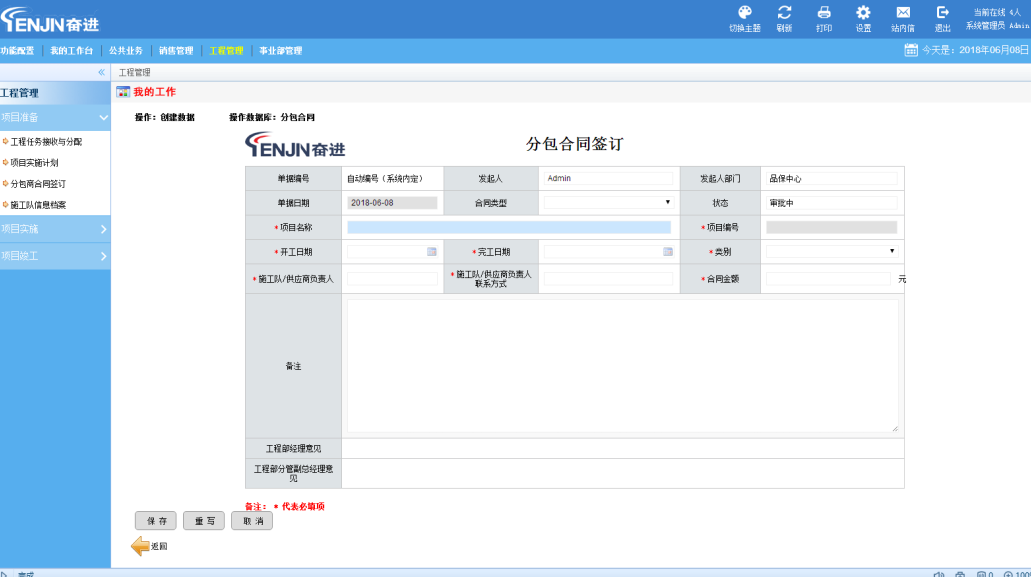 ENJIN奋进
切换主题 刷新 打印 设置 站内信 退出
当前在线 4人
系统管理员 Admin
功能配置 我的工作台 公共业务 销售管理 工程管理 事业部管理
今天是：2018年06月08日
工程管理
工程管理
我的工作
项目准备
工程任务接收与分配
项目实施计划
分包商合同签订
施工队信息档案
项目实施
项目竣工
操作：创建数据 操作数据库：分包合同
ENJIN奋进
分包合同签订
单据编号 自动编号（系统内定） 发起人 Admin 发起人部门 品保中心
单据日期 2018-06-08 合同类型 状态 审批中
*项目名称 *项目编号
*开工日期 *完工日期 *类别
*施工队/供应商负责人 *施工队/供应商负责人联系方式 *合同金额 元
备注
工程部经理意见
工程部分管副总经理意见
备注： * 代表必填项
保存 重写 取消
返回
完成
0 100%